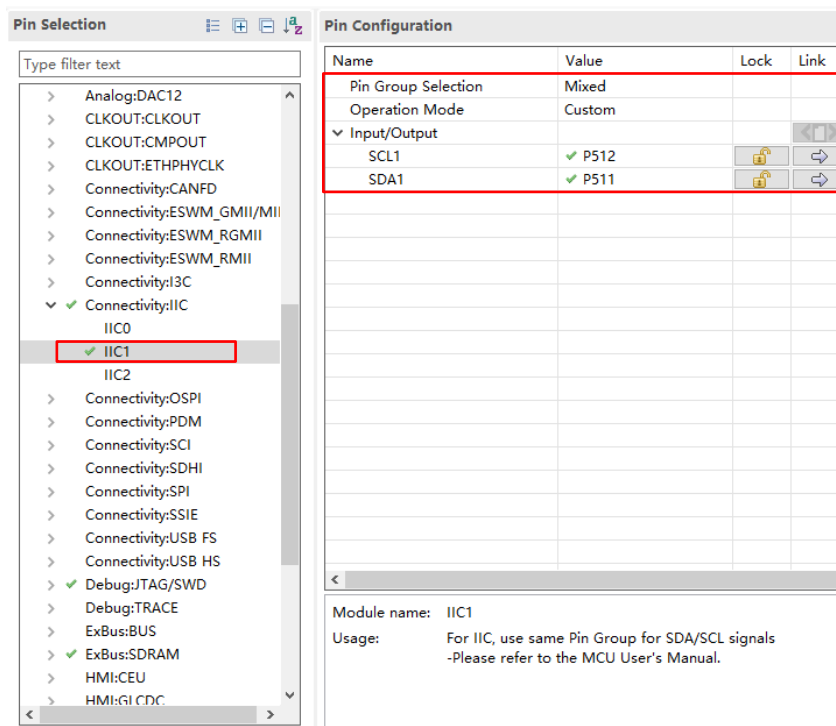 Pin Selection
Type filter text
Analog:DAC12
CLKOUT:CLKOUT
CLKOUT:CMPOUT
CLKOUT:ETHPHYCLK
Connectivity:CANFD
Connectivity:ESWM_GMII/MII
Connectivity:ESWM_RGMII
Connectivity:ESWM_RMII
Connectivity:I3C
Connectivity:IIC
IIC0
IIC1
IIC2
Connectivity:OSPI
Connectivity:PDM
Connectivity:SCI
Connectivity:SDHI
Connectivity:SPI
Connectivity:SSIE
Connectivity:USB FS
Connectivity:USB HS
Debug:JTAG/SWD
Debug:TRACE
ExBus:BUS
ExBus:SDRAM
HMI:CEU
HMI:GLCDC
Pin Configuration
Name Value Lock Link
Pin Group Selection Mixed
Operation Mode Custom
Input/Output
SCL1 P512
SDA1 P511
Module name: IIC1
Usage: For IIC, use same Pin Group for SDA/SCL signals
-Please refer to the MCU User's Manual.